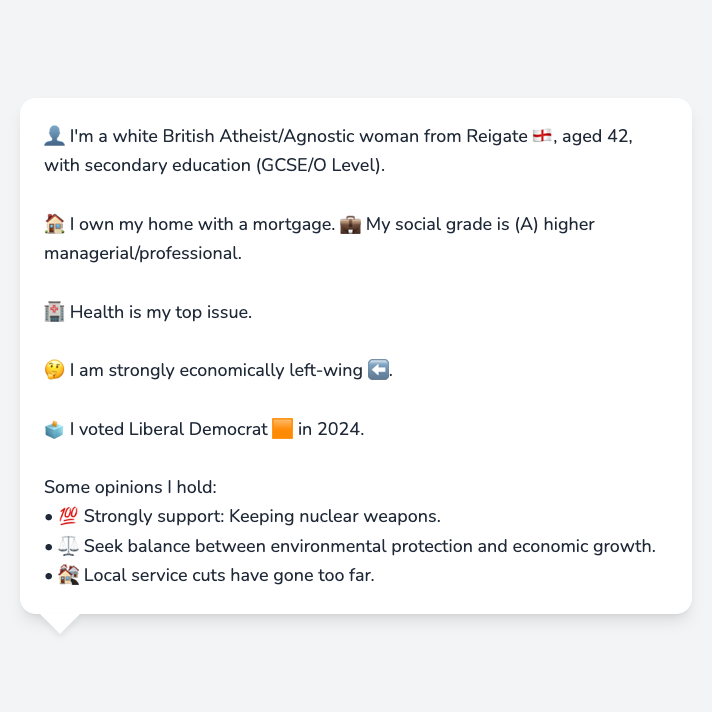 👤 I'm a white British Atheist/Agnostic woman from Reigate 🏴󠁧󠁢󠁥󠁮󠁧󠁿, aged 42,
with secondary education (GCSE/O Level).
🏠 I own my home with a mortgage. 💼 My social grade is (A) higher
managerial/professional.
🏥 Health is my top issue.
🤔 I am strongly economically left-wing ⬅️.
🗳️ I voted Liberal Democrat 🟧 in 2024.
Some opinions I hold:
• 💯 Strongly support: Keeping nuclear weapons.
• ⚖️ Seek balance between environmental protection and economic growth.
• 🏚️ Local service cuts have gone too far.